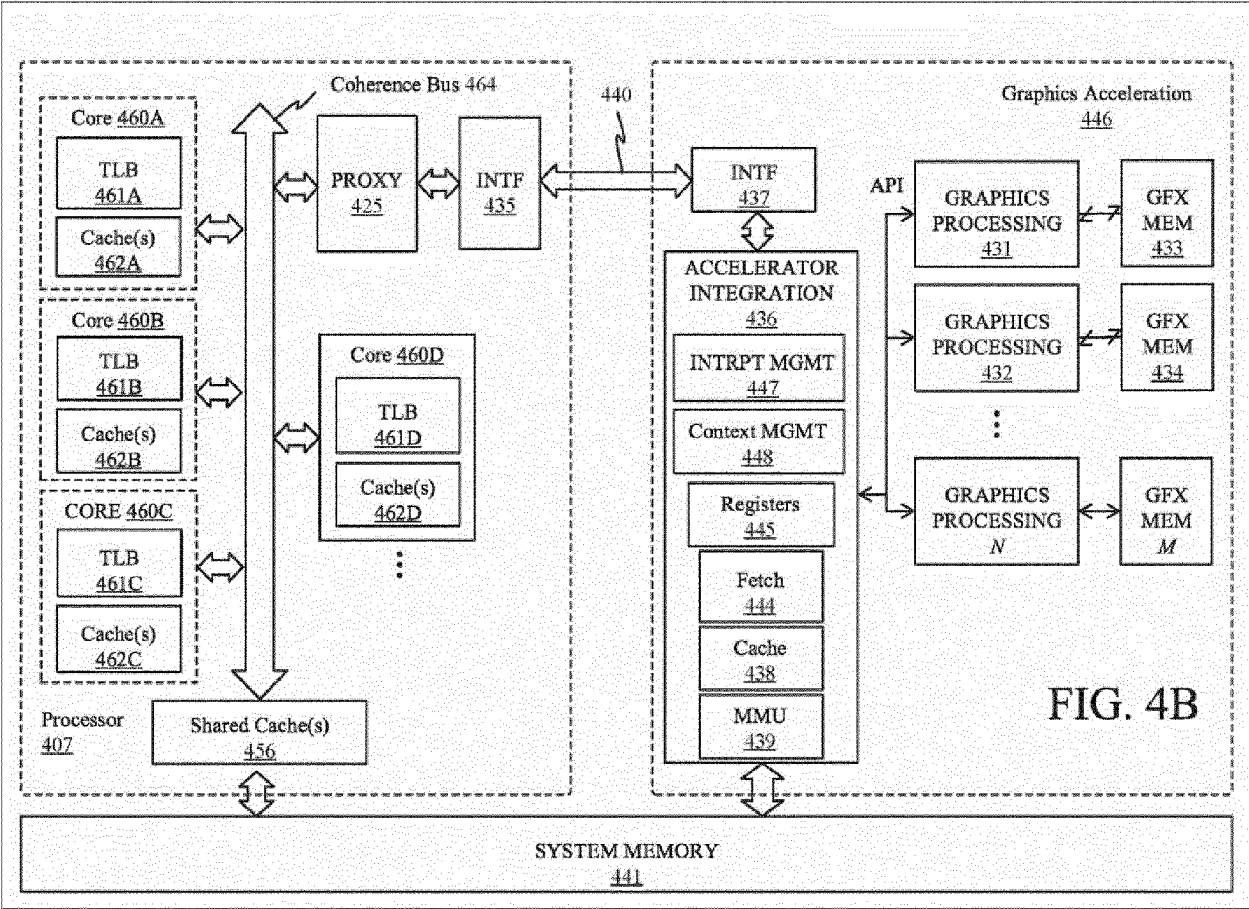 Coherence Bus 464
Core 460A
TLB
461A
Cache(s)
462A
Core 460B
TLB
461B
Cache(s)
462B
CORE 460C
TLB
461C
Cache(s)
462C
PROXY
425
INTF
435
Core 460D
TLB
461D
Cache(s)
462D
Processor
407
Shared Cache(s)
456
440
Graphics Acceleration
446
INTF
437
ACCELERATOR
INTEGRATION
436
INTRPT MGMT
447
Context MGMT
448
Registers
445
Fetch
444
Cache
438
MMU
439
API
GRAPHICS
PROCESSING
431
GFX
MEM
433
GRAPHICS
PROCESSING
432
GFX
MEM
434
GRAPHICS
PROCESSING
N
GFX
MEM
M
FIG. 4B
SYSTEM MEMORY
441